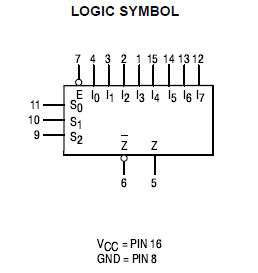 LOGIC SYMBOL
7 4 3 2 1 15 14 13 12
E I0 I1 I2 I3 I4 I5 I6 I7
11 S0
10 S1
9 S2
Z̅ Z
6 5
VCC = PIN 16
GND = PIN 8